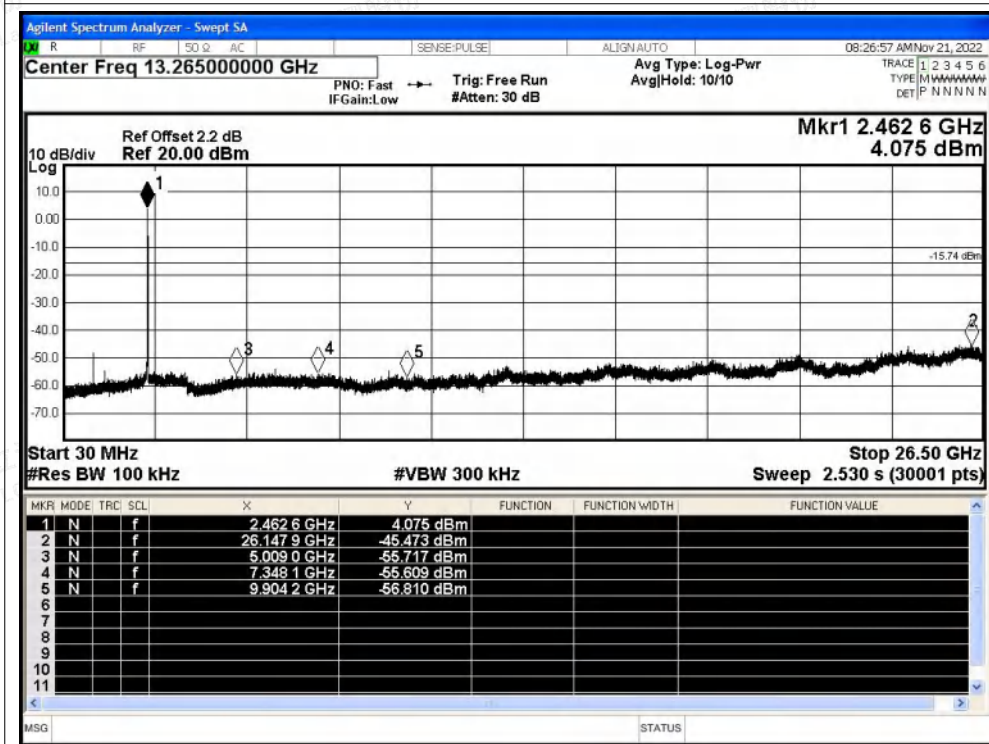 Agilent Spectrum Analyzer - Swept SA
LXI R RF 50 Ω AC SENSE:PULSE ALIGN AUTO 08:26:57 AM Nov 21, 2022
Center Freq 13.265000000 GHz
PNO: Fast
IFGain:Low
Trig: Free Run
#Atten: 30 dB
Avg Type: Log-Pwr
Avg|Hold: 10/10
TRACE 1 2 3 4 5 6
TYPE M WWWWW
DET P N N N N N
Mkr1 2.462 6 GHz
4.075 dBm
Ref Offset 2.2 dB
10 dB/div Ref 20.00 dBm
Log
10.0
0.00
-10.0
-20.0
-30.0
-40.0
-50.0
-60.0
-70.0
1
-15.74 dBm
2
3
4
5
Start 30 MHz Stop 26.50 GHz
#Res BW 100 kHz #VBW 300 kHz Sweep 2.530 s (30001 pts)
MKR MODE TRC SCL X Y FUNCTION FUNCTION WIDTH FUNCTION VALUE
1 N f 2.462 6 GHz 4.075 dBm
2 N f 26.147 9 GHz -45.473 dBm
3 N f 5.009 0 GHz -55.717 dBm
4 N f 7.348 1 GHz -55.609 dBm
5 N f 9.904 2 GHz -56.810 dBm
6
7
8
9
10
11
MSG STATUS